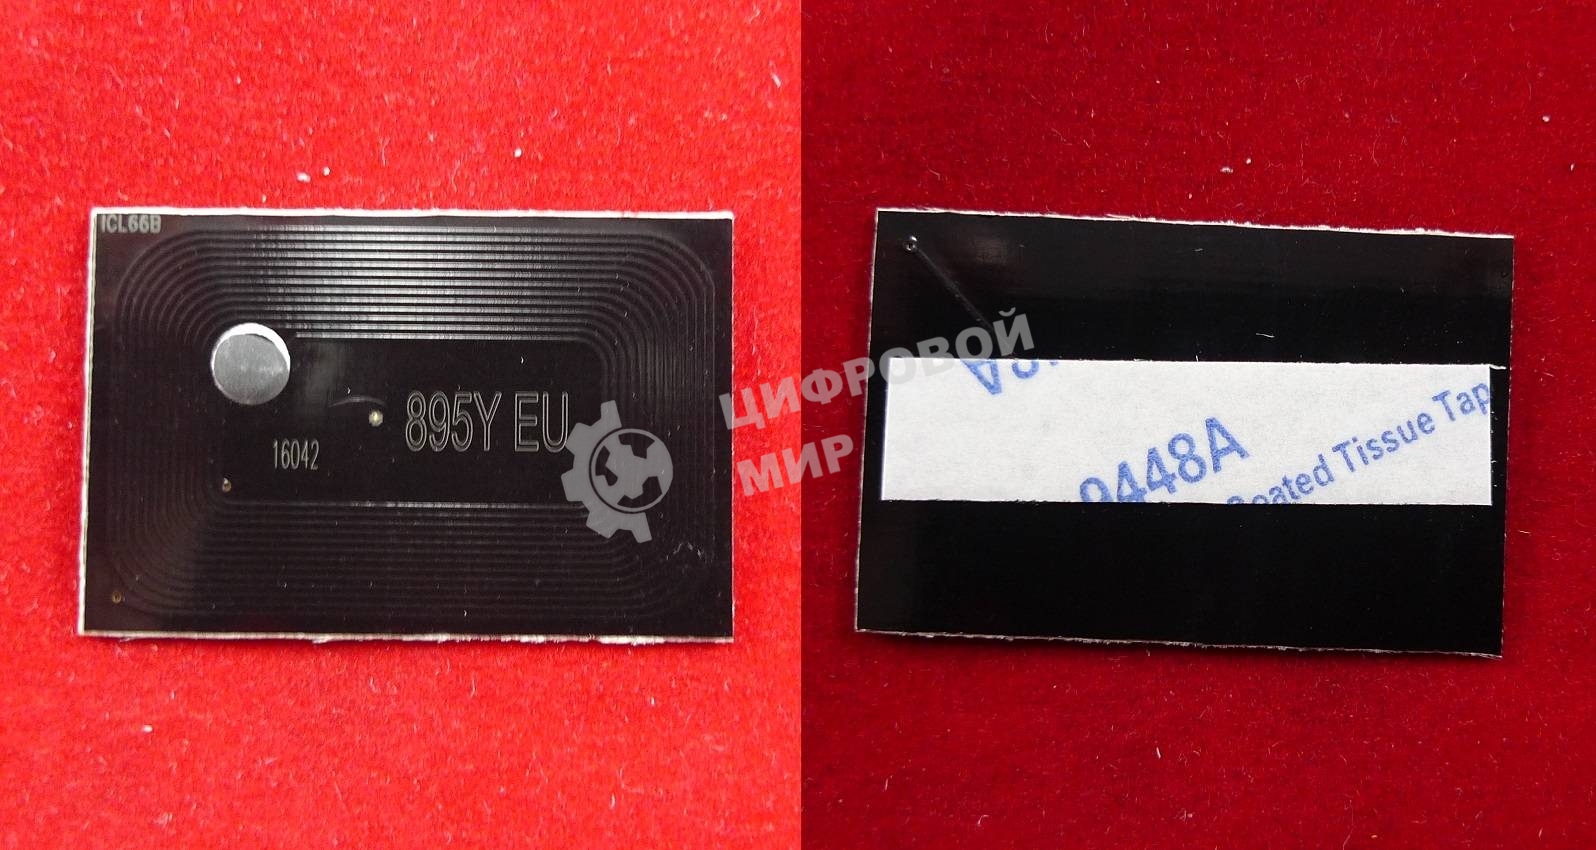 ICL66B
895Y EU
16042
ЦИФРОВОЙ
МИР
9448A
Coated Tissue Tap